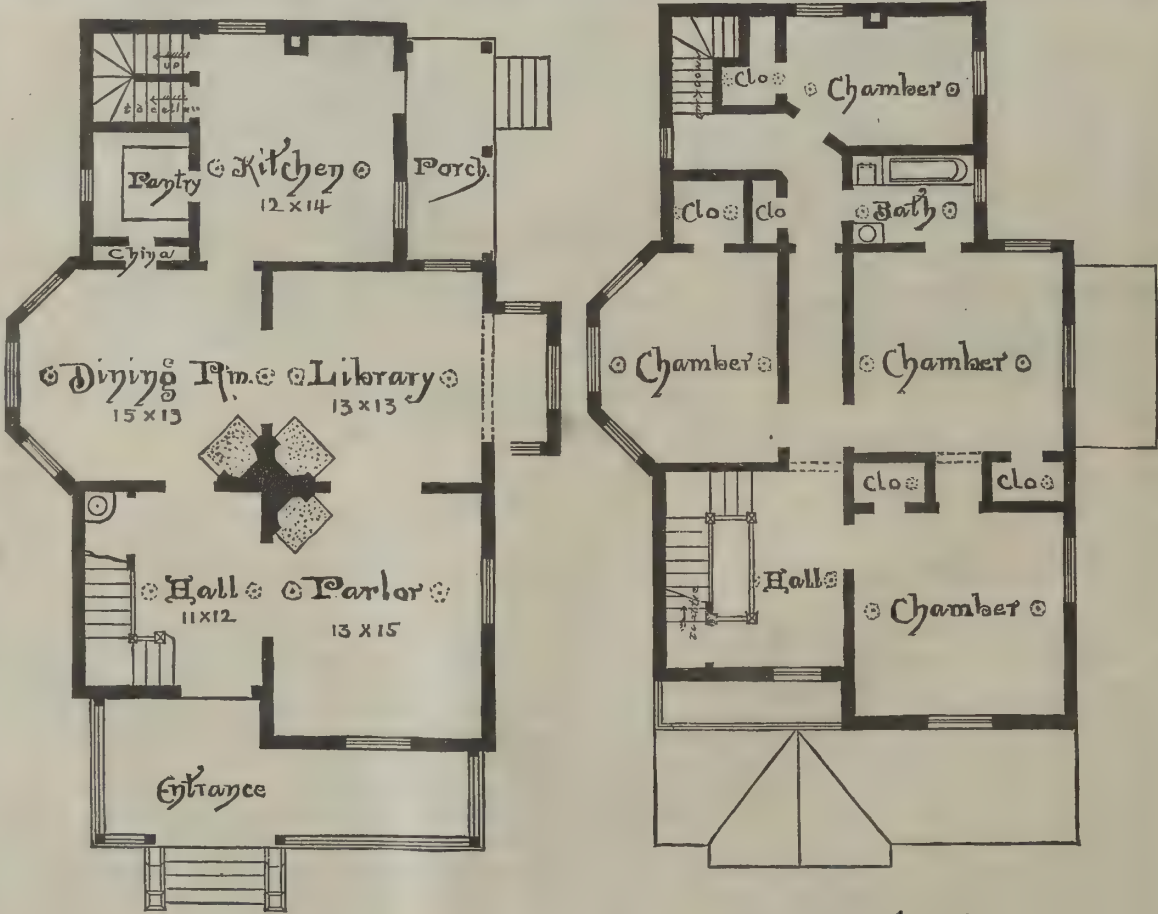 up
to cellar
Pantry
China
Kitchen
12 x 14
Porch.
Dining Rm.
15 x 13
Library
13 x 13
Hall
11 x 12
Parlor
13 x 15
Entrance
down
Clo
Chamber
Clo
Clo
Bath
Chamber
Chamber
Clo
Clo
Hall
Chamber